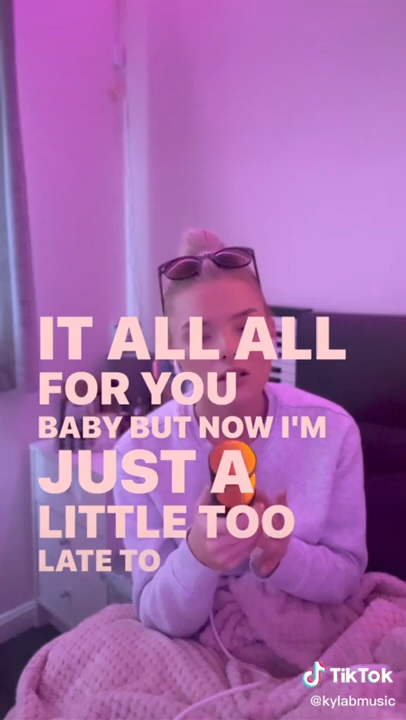 IT ALL ALL
FOR YOU
BABY BUT NOW I'M
JUST A
LITTLE TOO
LATE TO
TikTok
@kylabmusic